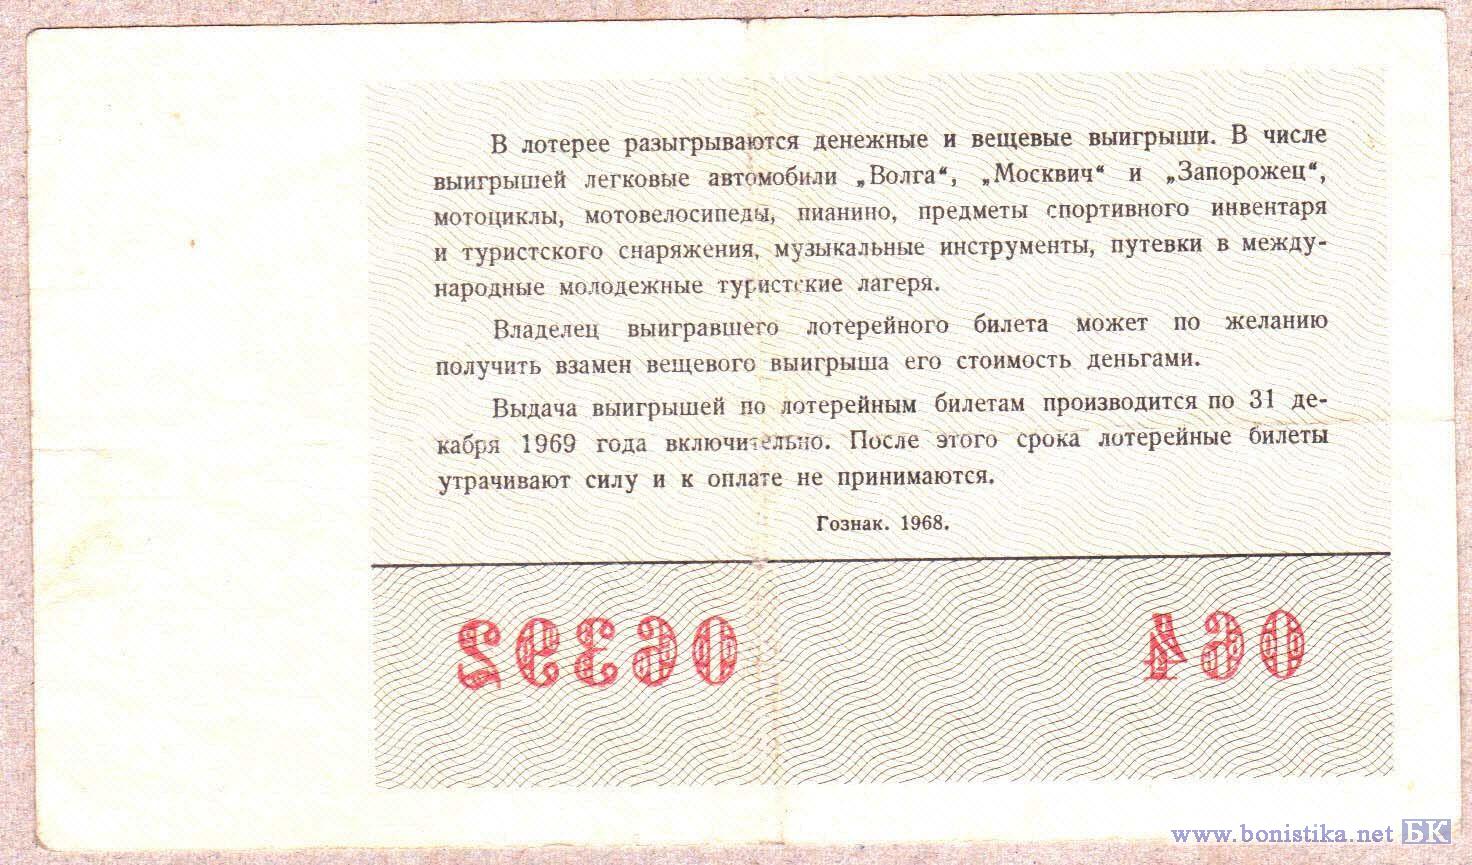 В лотерее разыгрываются денежные и вещевые выигрыши. В числе
выигрышей легковые автомобили „Волга“, „Москвич“ и „Запорожец“,
мотоциклы, мотовелосипеды, пианино, предметы спортивного инвентаря
и туристского снаряжения, музыкальные инструменты, путевки в между-
народные молодежные туристские лагеря.
Владелец выигравшего лотерейного билета может по желанию
получить взамен вещевого выигрыша его стоимость деньгами.
Выдача выигрышей по лотерейным билетам производится по 31 де-
кабря 1969 года включительно. После этого срока лотерейные билеты
утрачивают силу и к оплате не принимаются.
Гознак. 1968.
06392 064
www.bonistika.net БК